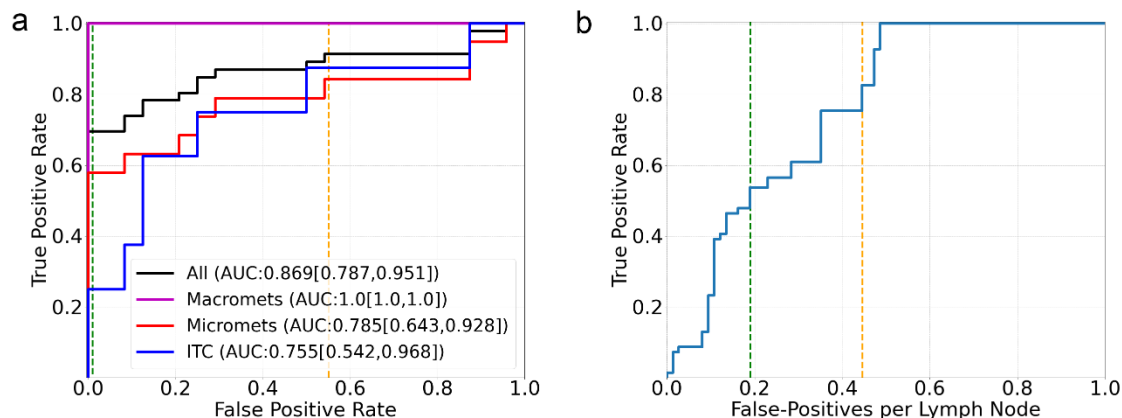 a
1.0
0.8
0.6
0.4
0.2
True Positive Rate
All (AUC:0.869[0.787,0.951])
Macromets (AUC:1.0[1.0,1.0])
Micromets (AUC:0.785[0.643,0.928])
ITC (AUC:0.755[0.542,0.968])
0.0 0.2 0.4 0.6 0.8 1.0
False Positive Rate
b
1.0
0.8
0.6
0.4
0.2
True Positive Rate
0.0 0.2 0.4 0.6 0.8 1.0
False-Positives per Lymph Node